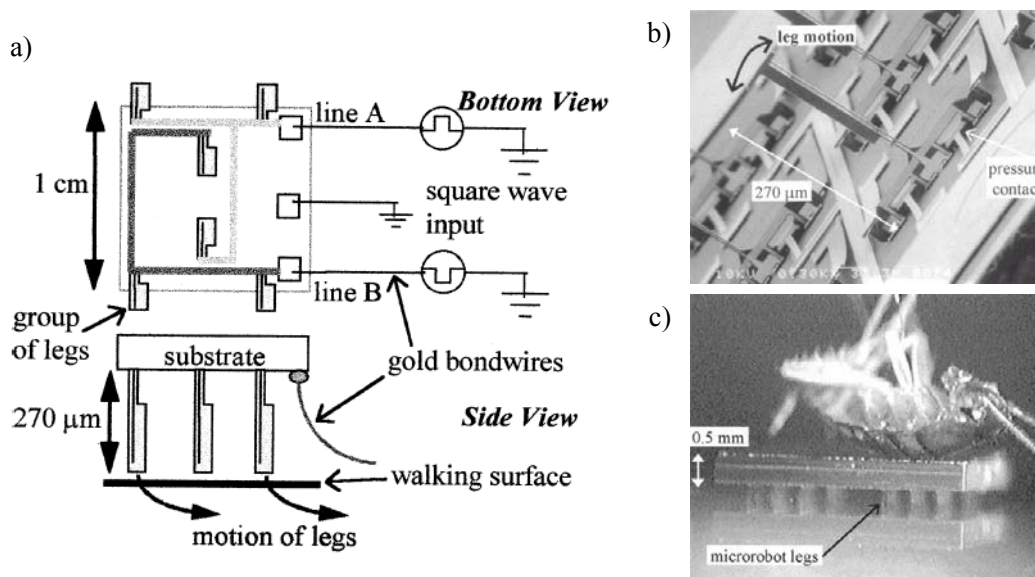 a)
Bottom View
line A
1 cm
square wave
input
line B
group
of legs
gold bondwires
substrate
270 μm
Side View
walking surface
motion of legs
b)
leg motion
270 μm
pressur
contac
c)
0.5 mm
microrobot legs